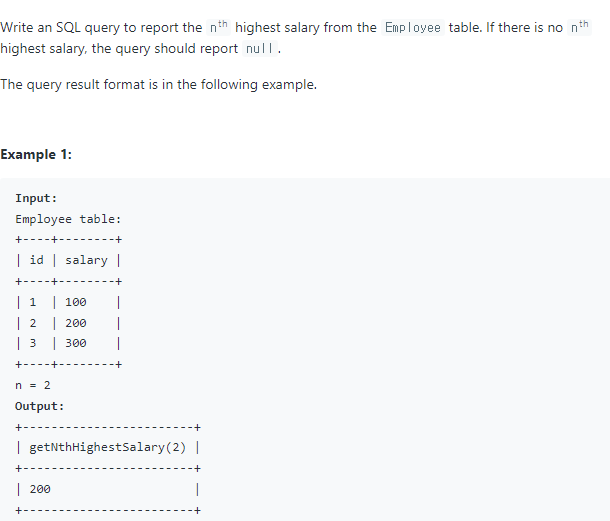 Write an SQL query to report the nth highest salary from the Employee table. If there is no nth
highest salary, the query should report null.
The query result format is in the following example.
Example 1:
Input:
Employee table:
+----+--------+
| id | salary |
+----+--------+
| 1  | 100    |
| 2  | 200    |
| 3  | 300    |
+----+--------+
n = 2
Output:
+------------------------+
| getNthHighestSalary(2) |
+------------------------+
| 200                    |
+------------------------+